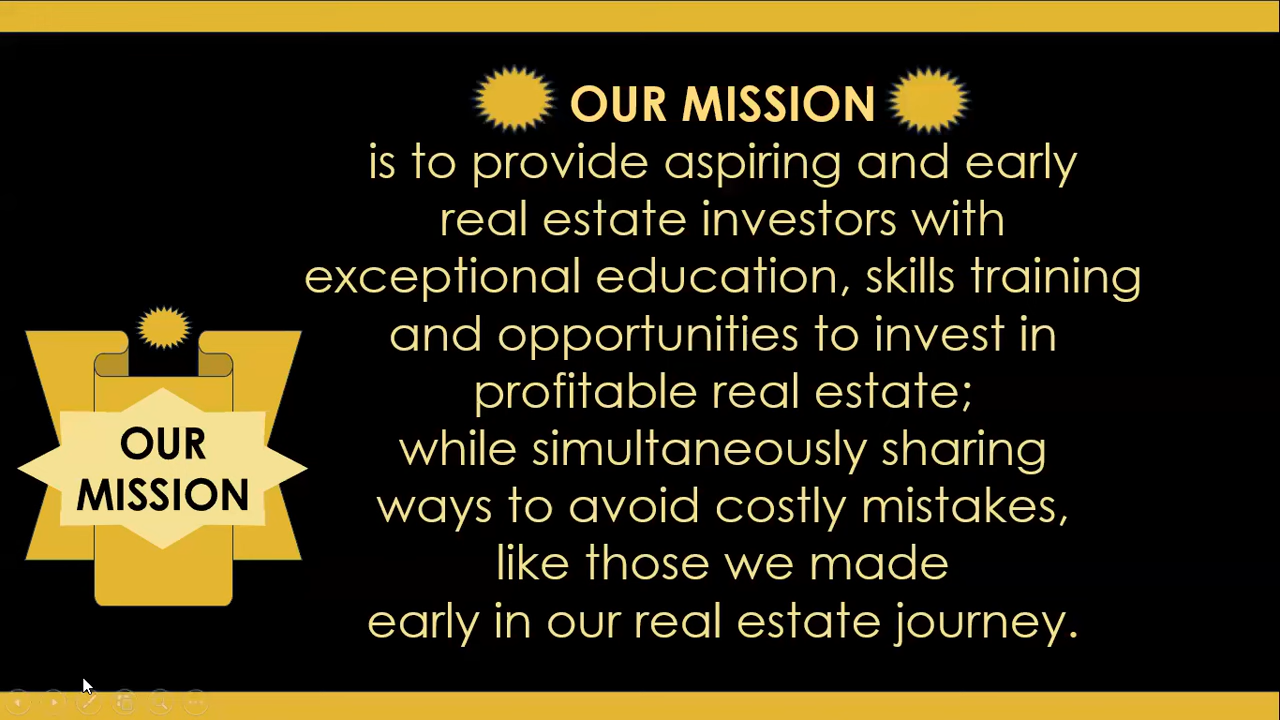 OUR MISSION
is to provide aspiring and early
real estate investors with
exceptional education, skills training
and opportunities to invest in
profitable real estate;
while simultaneously sharing
ways to avoid costly mistakes,
like those we made
early in our real estate journey.
OUR
MISSION